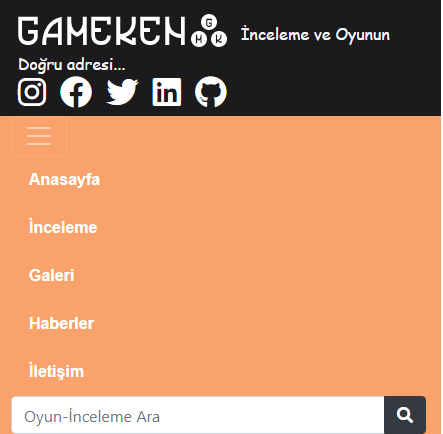 GAMEKEN G M K İnceleme ve Oyunun
Doğru adresi...
Anasayfa
İnceleme
Galeri
Haberler
İletişim
Oyun-İnceleme Ara